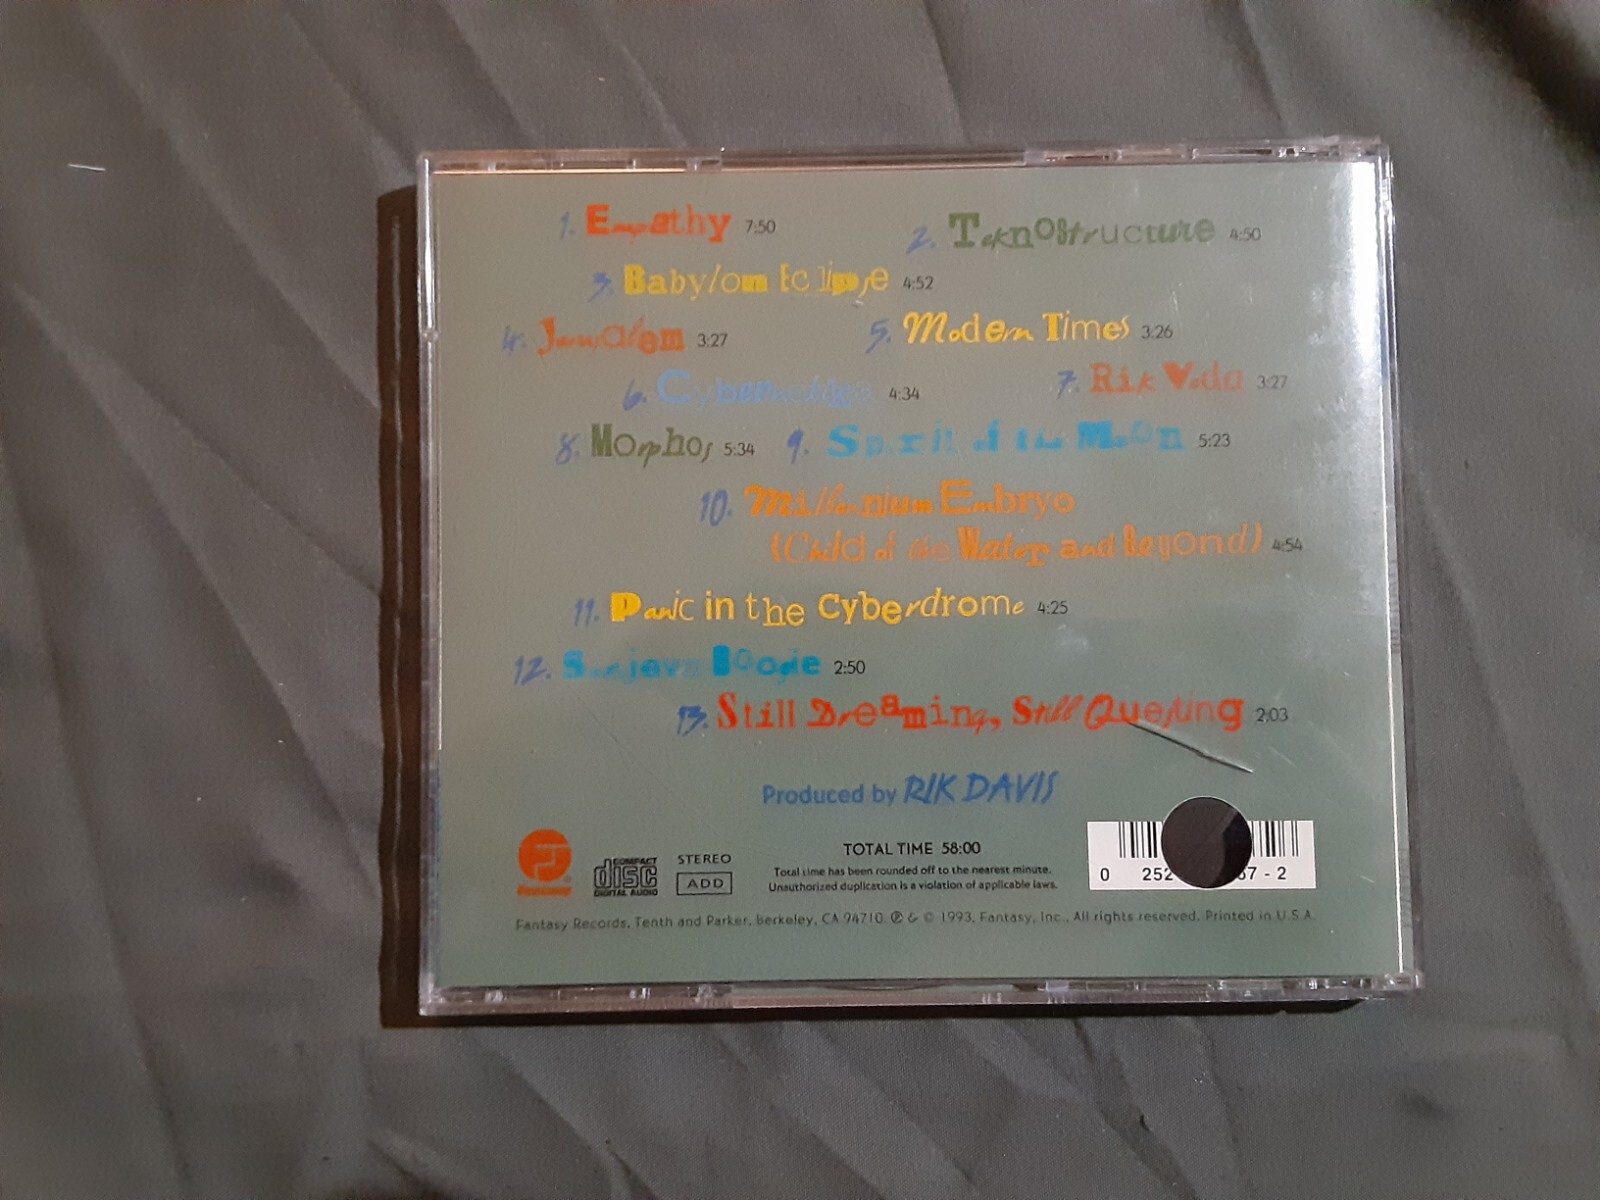 1. Empathy 7:50
2. Teknostructure 4:50
3. Babylon Eclipse 4:52
4. Jerusalem 3:27
5. Modern Times 3:26
6. 4:34
7. Rik Veda 3:27
8. Morphos 5:34
9. Spirit of the Moon 5:23
10. Millennium Embryo
(Child of the Water and Beyond) 4:54
11. Panic in the Cyberdrome 4:25
12. Boogie 2:50
13. Still Dreaming, Still Questing 2:03
Produced by RIK DAVIS
COMPACT
disc
DIGITAL AUDIO
STEREO
ADD
TOTAL TIME 58:00
Total time has been rounded off to the nearest minute.
Unauthorized duplication is a violation of applicable laws.
0 252 67-2
Fantasy Records, Tenth and Parker, Berkeley, CA 94710. ℗ & © 1993, Fantasy, Inc., All rights reserved. Printed in U.S.A.